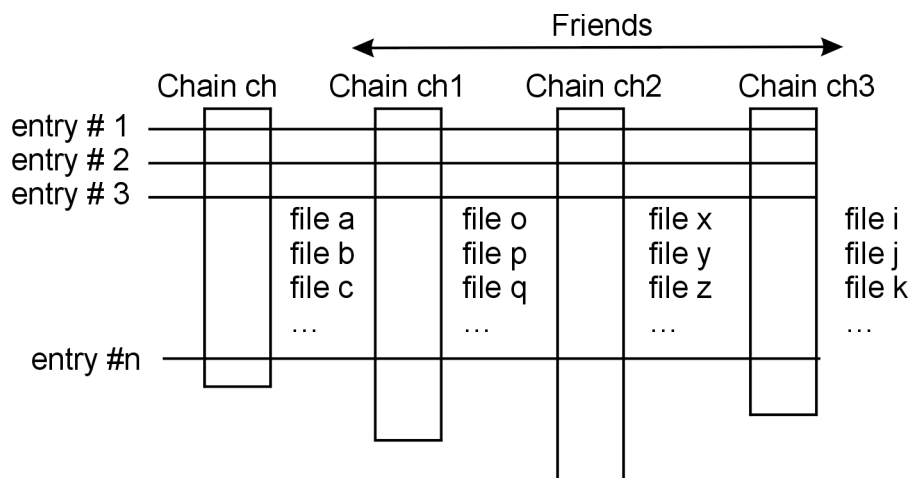 Friends
Chain ch Chain ch1 Chain ch2 Chain ch3
entry # 1
entry # 2
entry # 3
file a file o file x file i
file b file p file y file j
file c file q file z file k
… … … …
entry #n